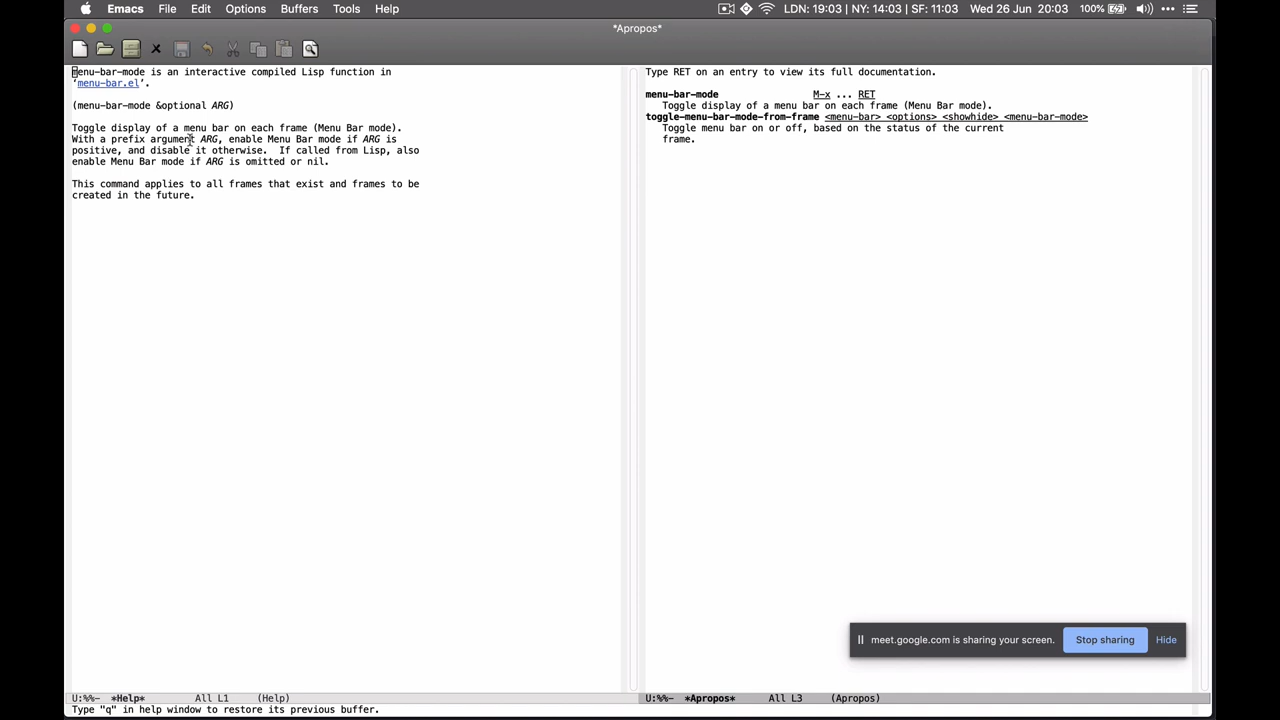 Emacs File Edit Options Buffers Tools Help LDN: 19:03 | NY: 14:03 | SF: 11:03 Wed 26 Jun 20:03 100%
*Apropos*
menu-bar-mode is an interactive compiled Lisp function in
‘menu-bar.el’.
(menu-bar-mode &optional ARG)
Toggle display of a menu bar on each frame (Menu Bar mode).
With a prefix argument ARG, enable Menu Bar mode if ARG is
positive, and disable it otherwise.  If called from Lisp, also
enable Menu Bar mode if ARG is omitted or nil.
This command applies to all frames that exist and frames to be
created in the future.
U:%%-  *Help*        All L1     (Help)
Type RET on an entry to view its full documentation.
menu-bar-mode                 M-x ... RET
Toggle display of a menu bar on each frame (Menu Bar mode).
toggle-menu-bar-mode-from-frame <menu-bar> <options> <showhide> <menu-bar-mode>
Toggle menu bar on or off, based on the status of the current
frame.
meet.google.com is sharing your screen. Stop sharing Hide
U:%%-  *Apropos*      All L3     (Apropos)
Type "q" in help window to restore its previous buffer.